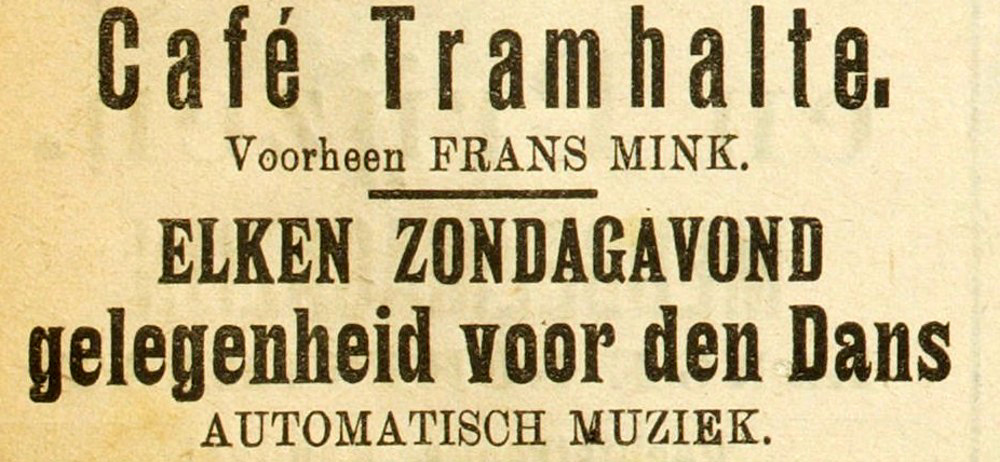 Café Tramhalte.
Voorheen FRANS MINK.
ELKEN ZONDAGAVOND
gelegenheid voor den Dans
AUTOMATISCH MUZIEK.